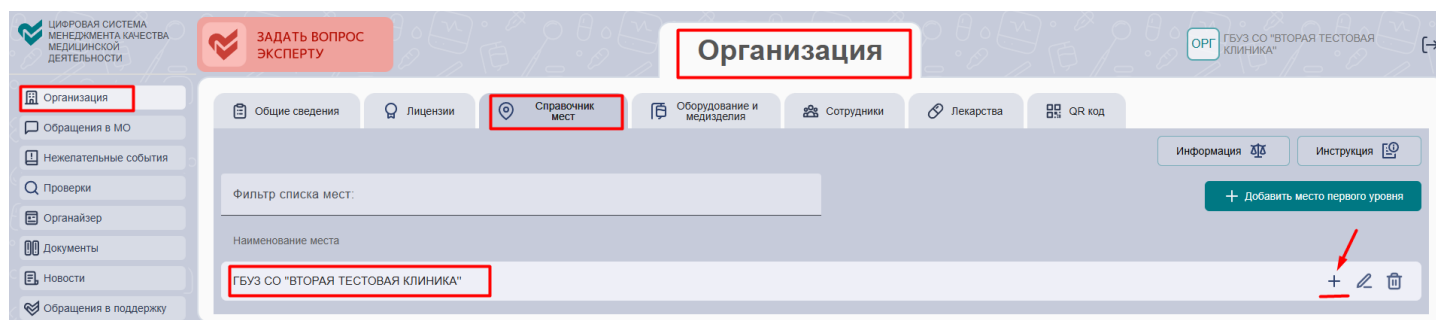 ЦИФРОВАЯ СИСТЕМА
МЕНЕДЖМЕНТА КАЧЕСТВА
МЕДИЦИНСКОЙ
ДЕЯТЕЛЬНОСТИ
ЗАДАТЬ ВОПРОС
ЭКСПЕРТУ
Организация
ОРГ
ГБУЗ СО "ВТОРАЯ ТЕСТОВАЯ
КЛИНИКА"
Организация
Обращения в МО
Нежелательные события
Проверки
Органайзер
Документы
Новости
Обращения в поддержку
Общие сведения
Лицензии
Справочник
мест
Оборудование и
медизделия
Сотрудники
Лекарства
QR код
Информация
Инструкция
Фильтр списка мест:
+ Добавить место первого уровня
Наименование места
ГБУЗ СО "ВТОРАЯ ТЕСТОВАЯ КЛИНИКА"